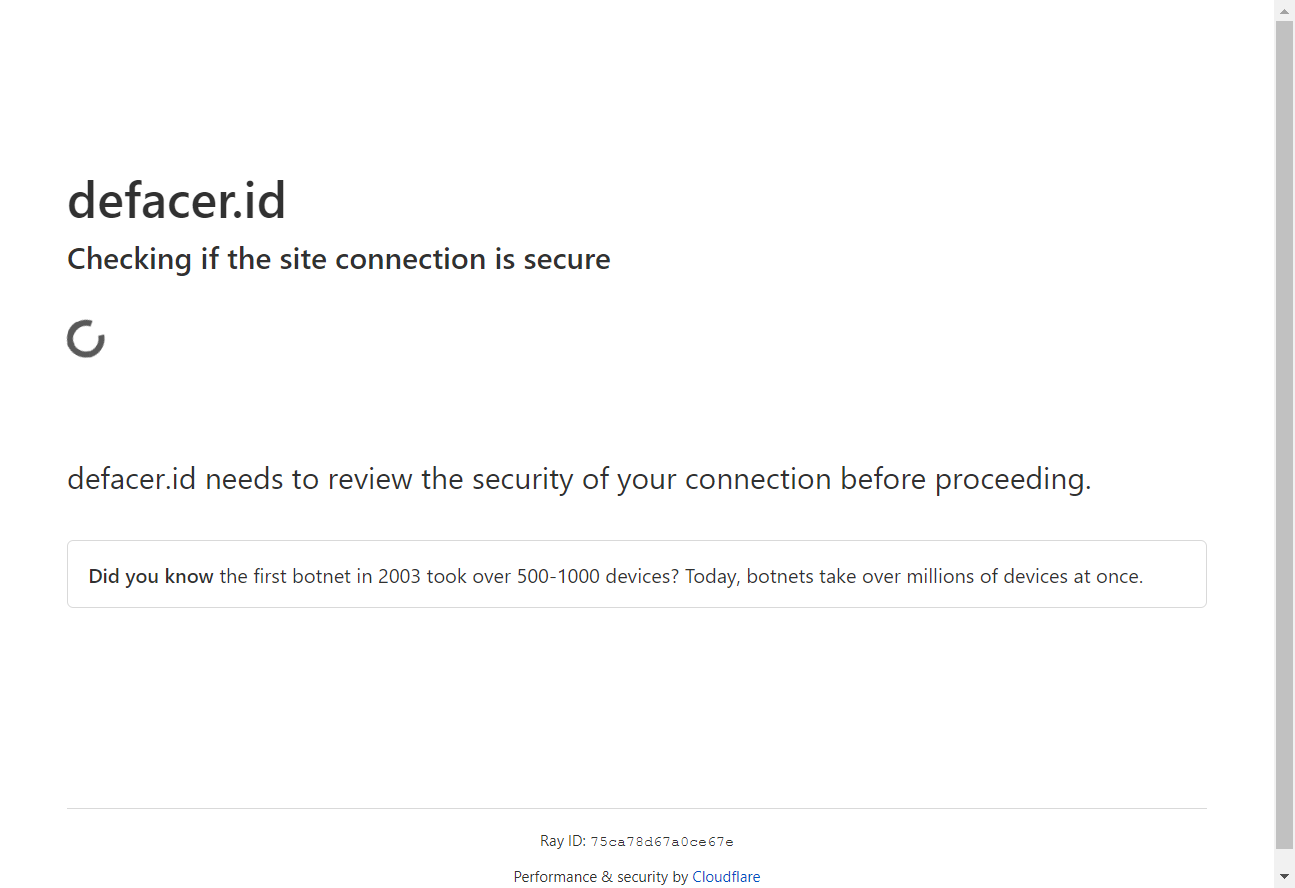 defacer.id
Checking if the site connection is secure
defacer.id needs to review the security of your connection before proceeding.
Did you know the first botnet in 2003 took over 500-1000 devices? Today, botnets take over millions of devices at once.
Ray ID: 75ca78d67a0ce67e
Performance & security by Cloudflare